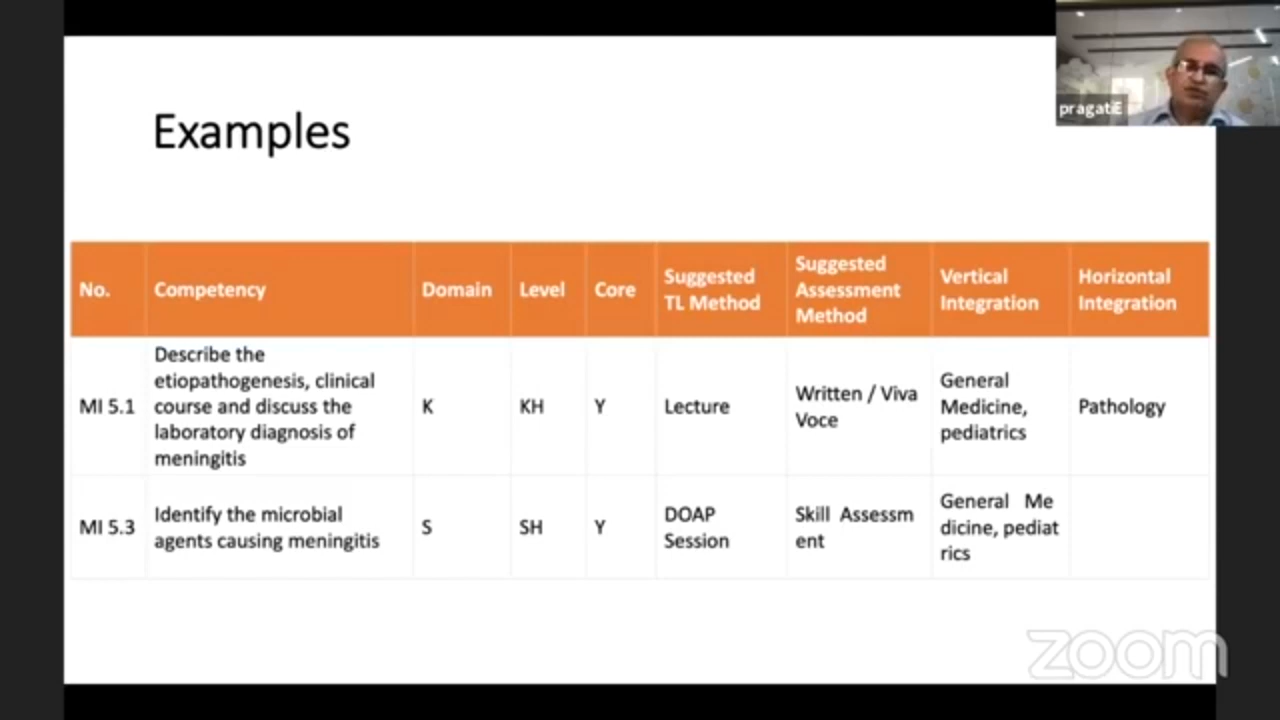 pragati
Examples
No. Competency Domain Level Core Suggested TL Method Suggested Assessment Method Vertical Integration Horizontal Integration
MI 5.1
Describe the
etiopathogenesis, clinical
course and discuss the
laboratory diagnosis of
meningitis
K
KH
Y
Lecture
Written / Viva
Voce
General
Medicine,
pediatrics
Pathology
MI 5.3
Identify the microbial
agents causing meningitis
S
SH
Y
DOAP
Session
Skill Assessm
ent
General Me
dicine, pediat
rics
zoom